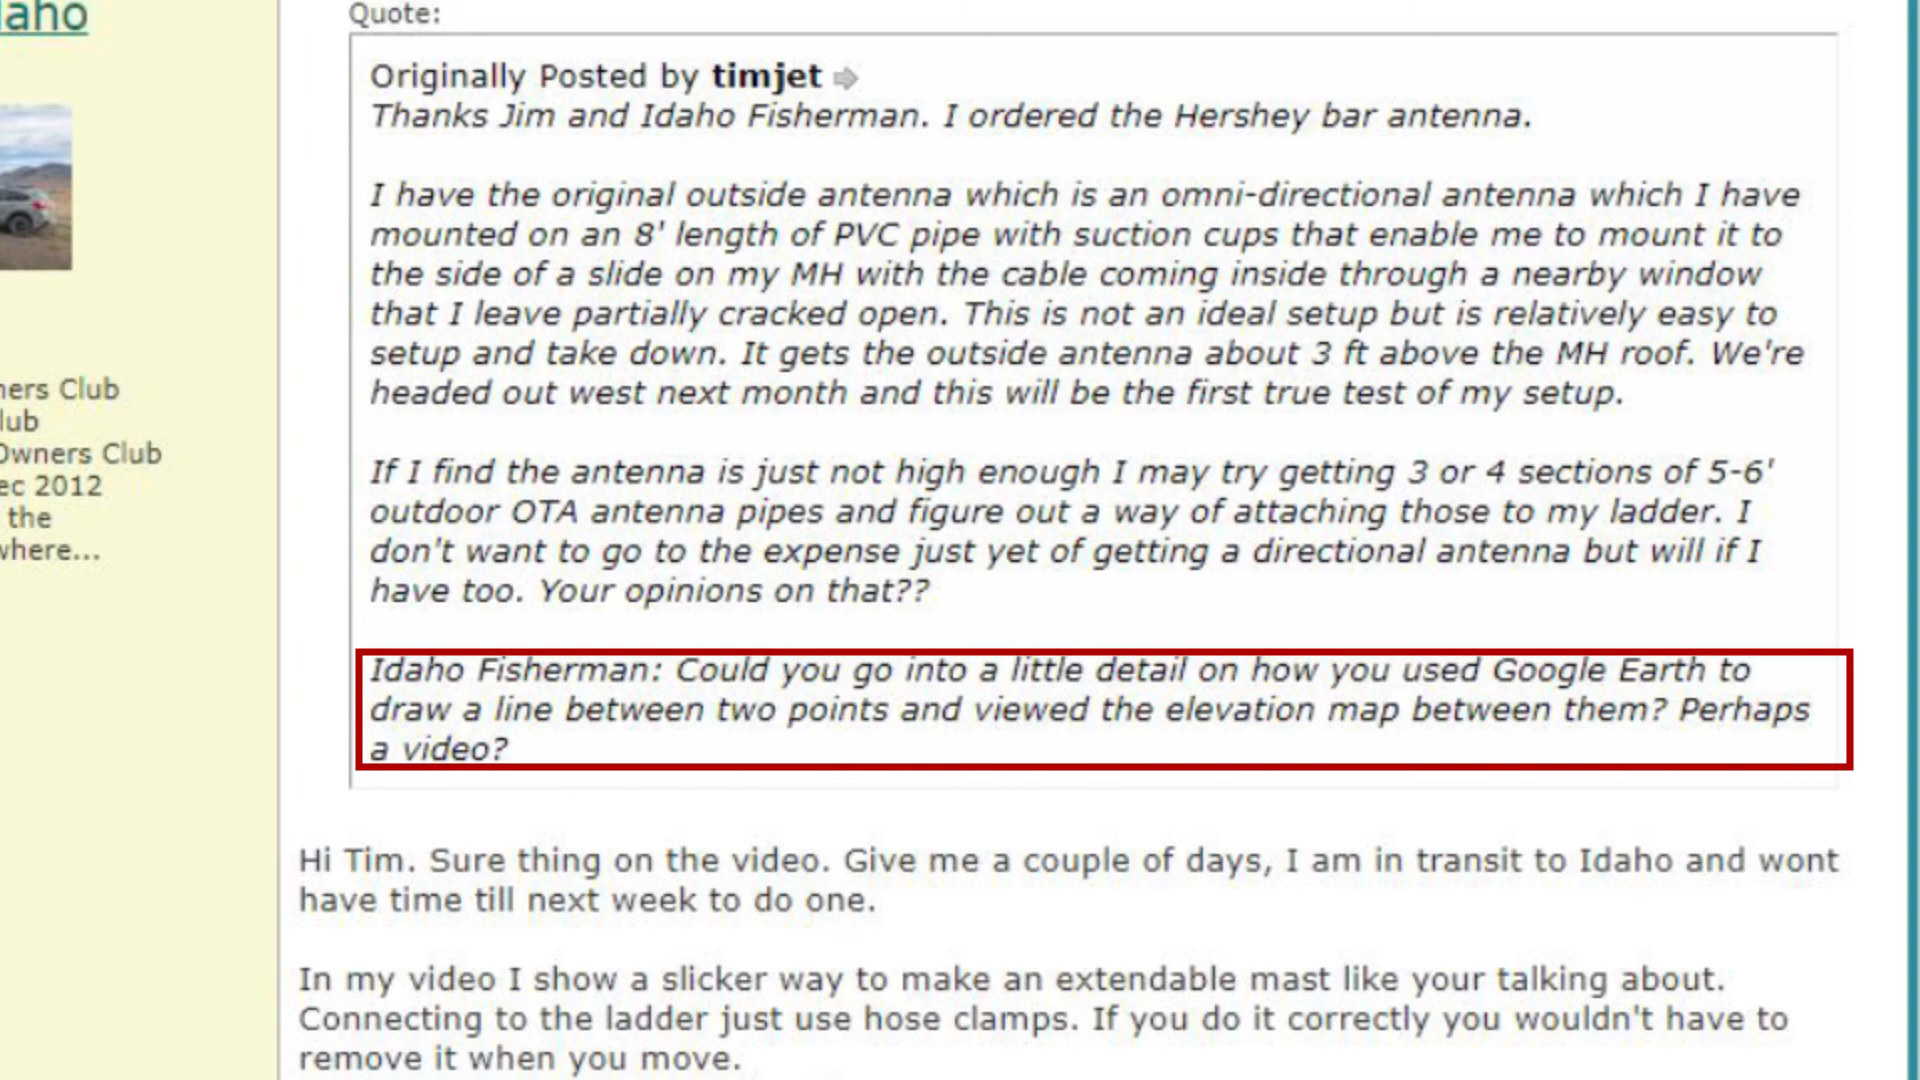 aho
Quote:
Originally Posted by timjet
Thanks Jim and Idaho Fisherman. I ordered the Hershey bar antenna.
I have the original outside antenna which is an omni-directional antenna which I have
mounted on an 8' length of PVC pipe with suction cups that enable me to mount it to
the side of a slide on my MH with the cable coming inside through a nearby window
that I leave partially cracked open. This is not an ideal setup but is relatively easy to
setup and take down. It gets the outside antenna about 3 ft above the MH roof. We're
headed out west next month and this will be the first true test of my setup.
If I find the antenna is just not high enough I may try getting 3 or 4 sections of 5-6'
outdoor OTA antenna pipes and figure out a way of attaching those to my ladder. I
don't want to go to the expense just yet of getting a directional antenna but will if I
have too. Your opinions on that??
Idaho Fisherman: Could you go into a little detail on how you used Google Earth to
draw a line between two points and viewed the elevation map between them? Perhaps
a video?
ners Club
lub
Owners Club
ec 2012
the
where...
Hi Tim. Sure thing on the video. Give me a couple of days, I am in transit to Idaho and wont
have time till next week to do one.
In my video I show a slicker way to make an extendable mast like your talking about.
Connecting to the ladder just use hose clamps. If you do it correctly you wouldn't have to
remove it when you move.